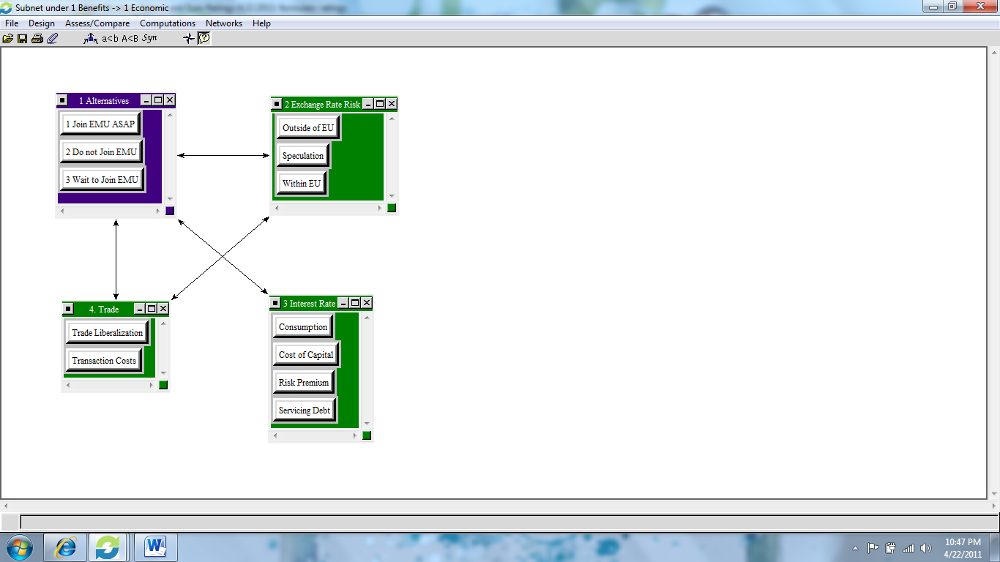 Subnet under 1 Benefits -> 1 Economic
File Design Assess/Compare Computations Networks Help
a<b A<B Syn
1 Alternatives
1 Join EMU ASAP
2 Do not Join EMU
3 Wait to Join EMU
2 Exchange Rate Risk
Outside of EU
Speculation
Within EU
4. Trade
Trade Liberalization
Transaction Costs
3 Interest Rate
Consumption
Cost of Capital
Risk Premium
Servicing Debt
10:47 PM
4/22/2011